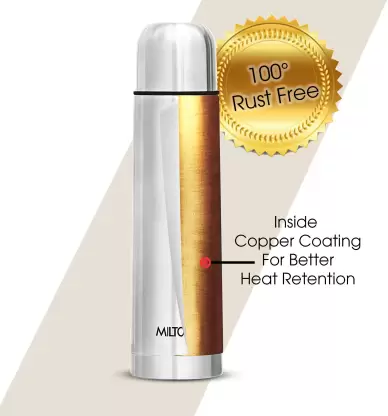 100°
Rust Free
Inside
Copper Coating
For Better
Heat Retention
MILTO